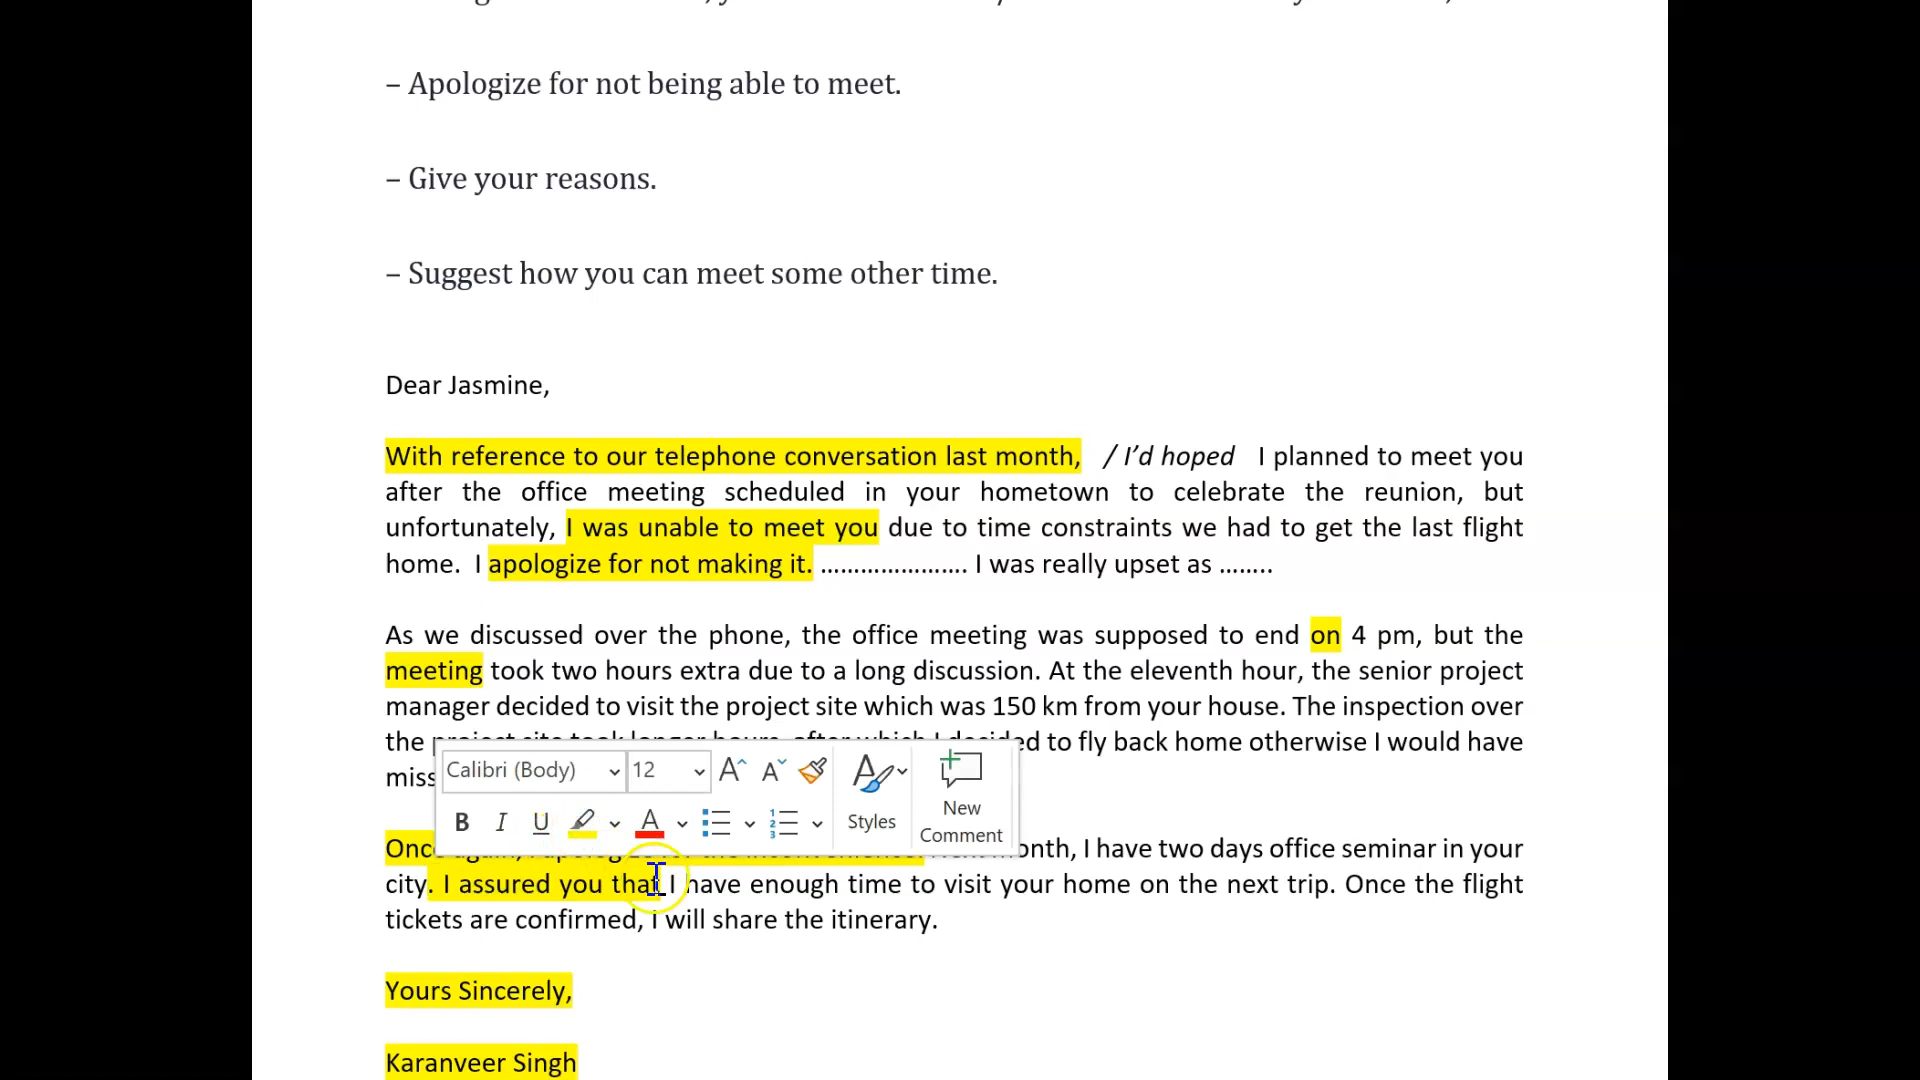 – Apologize for not being able to meet.
– Give your reasons.
– Suggest how you can meet some other time.
Dear Jasmine,
With reference to our telephone conversation last month, / I’d hoped I planned to meet you
after the office meeting scheduled in your hometown to celebrate the reunion, but
unfortunately, I was unable to meet you due to time constraints we had to get the last flight
home. I apologize for not making it. …………………. I was really upset as ……..
As we discussed over the phone, the office meeting was supposed to end on 4 pm, but the
meeting took two hours extra due to a long discussion. At the eleventh hour, the senior project
manager decided to visit the project site which was 150 km from your house. The inspection over
the to fly back home otherwise I would have
Calibri (Body) 12
B I U A Styles New Comment
I have two days office seminar in your
city. I assured you that I have enough time to visit your home on the next trip. Once the flight
tickets are confirmed, I will share the itinerary.
Yours Sincerely,
Karanveer Singh